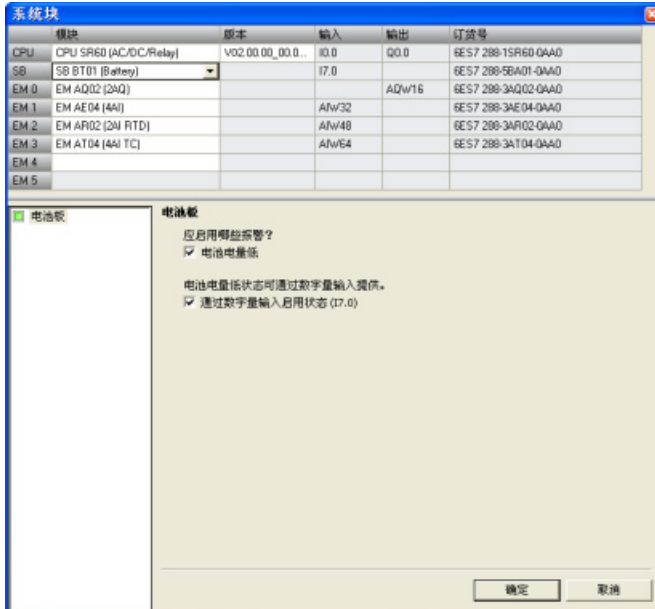 系统块
模块 版本 输入 输出 订货号
CPU CPU SR60 (AC/DC/Relay) V02.00.00_00.0... I0.0 Q0.0 6ES7 288-1SR60-0AA0
SB SB BT01 (Battery) I7.0 6ES7 288-5BA01-0AA0
EM 0 EM AQ02 (2AQ) AQW16 6ES7 288-3AQ02-0AA0
EM 1 EM AE04 (4AI) AIW32 6ES7 288-3AE04-0AA0
EM 2 EM AR02 (2AI RTD) AIW48 6ES7 288-3AR02-0AA0
EM 3 EM AT04 (4AI TC) AIW64 6ES7 288-3AT04-0AA0
EM 4
EM 5
电池板
电池板
应启用哪些报警?
电池电量低
电池电量低状态可通过数字量输入提供。
通过数字量输入启用状态 (I7.0)
确定 取消